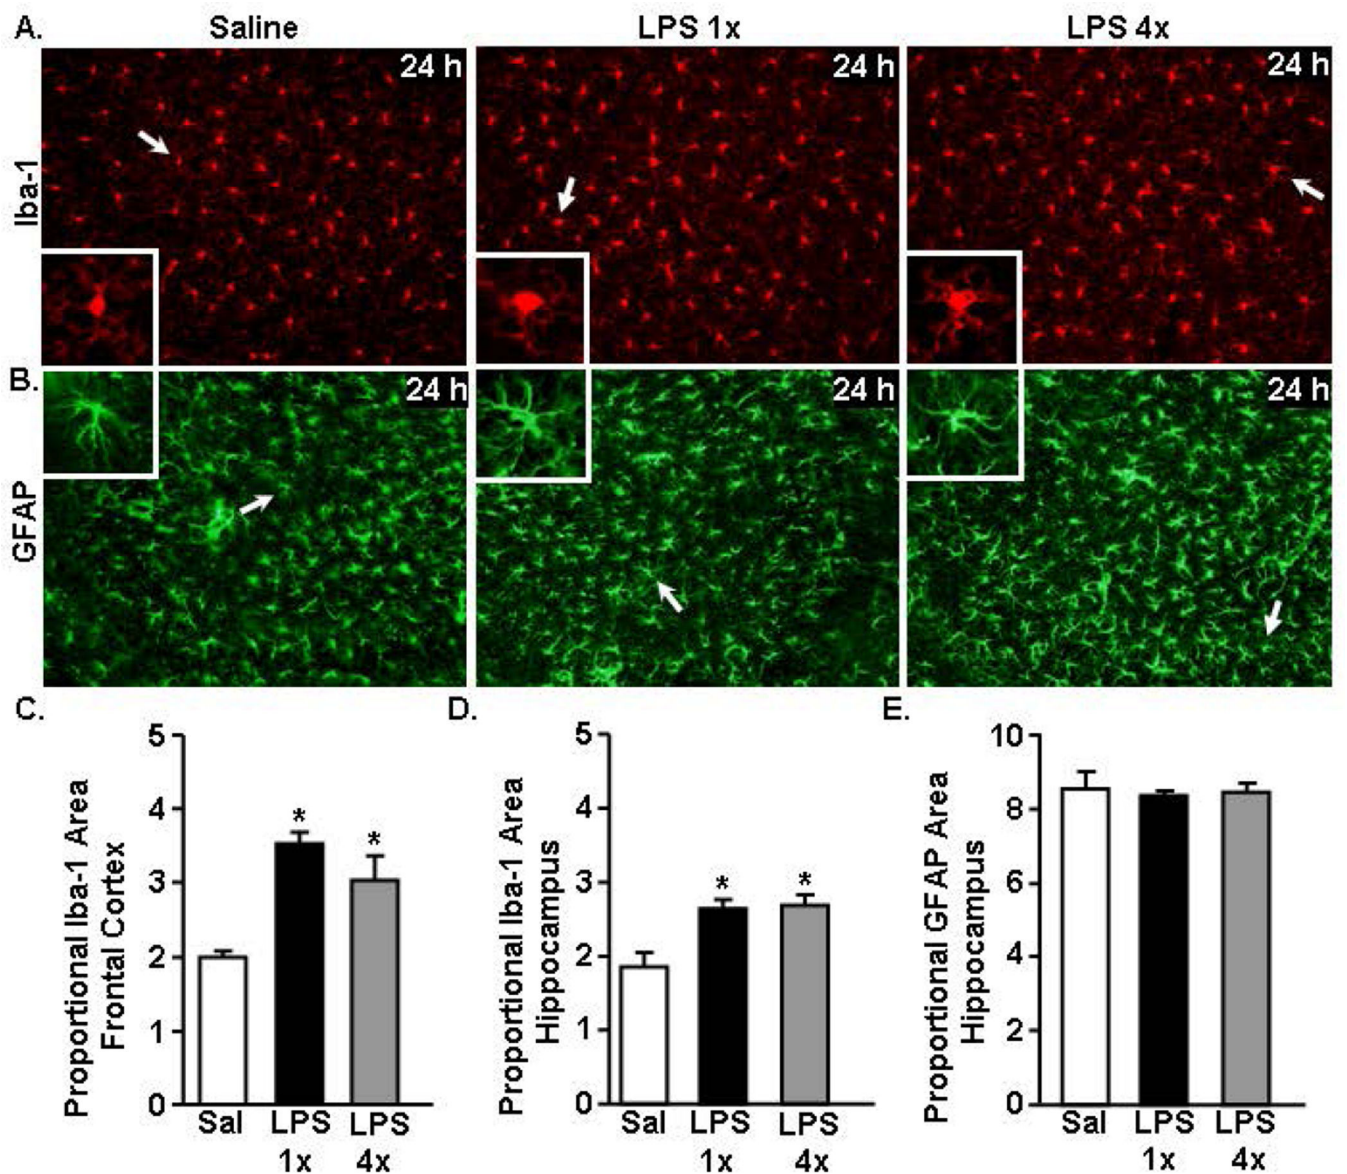 A. Saline LPS 1x LPS 4x
24 h 24 h 24 h
Iba-1
B. 24 h 24 h 24 h
GFAP
C. D. E.
Proportional Iba-1 Area
Frontal Cortex
5
4
3
2
1
0
* *
Sal LPS LPS
1x 4x
Proportional Iba-1 Area
Hippocampus
5
4
3
2
1
0
* *
Sal LPS LPS
1x 4x
Proportional GFAP Area
Hippocampus
10
8
6
4
2
0
Sal LPS LPS
1x 4x